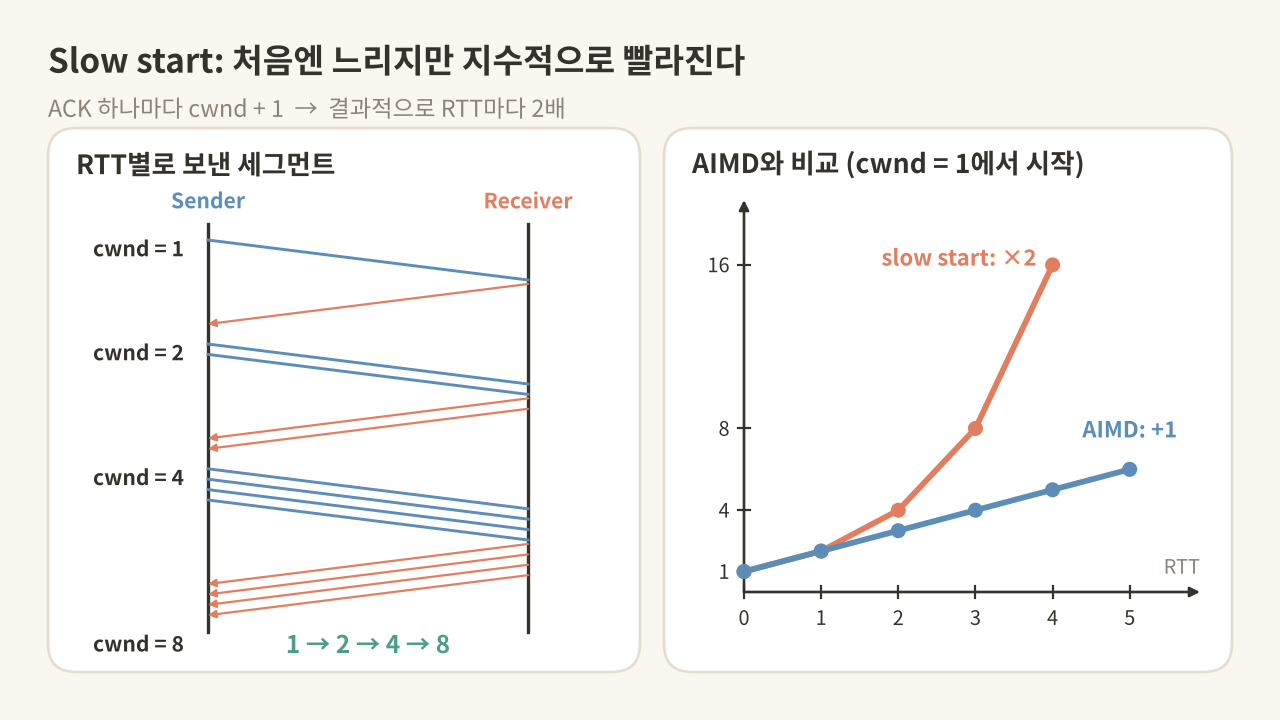 Slow start: 처음엔 느리지만 지수적으로 빨라진다
ACK 하나마다 cwnd + 1 → 결과적으로 RTT마다 2배
RTT별로 보낸 세그먼트
Sender
Receiver
cwnd = 1
cwnd = 2
cwnd = 4
cwnd = 8
1 → 2 → 4 → 8
AIMD와 비교 (cwnd = 1에서 시작)
slow start: ×2
16
AIMD: +1
8
4
1
RTT
0 1 2 3 4 5